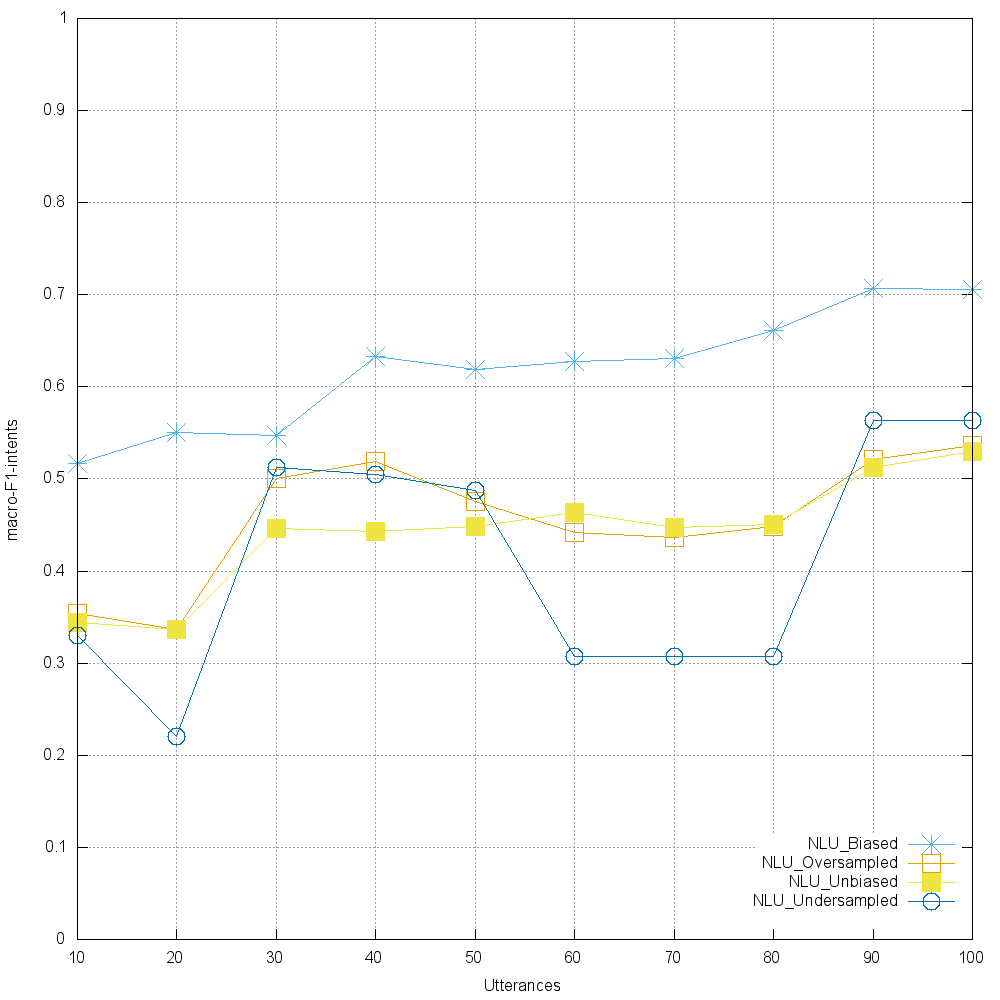 1
0.9
0.8
0.7
0.6
0.5
0.4
0.3
0.2
0.1
0
macro-F1-intents
NLU_Biased
NLU_Oversampled
NLU_Unbiased
NLU_Undersampled
10 20 30 40 50 60 70 80 90 100
Utterances